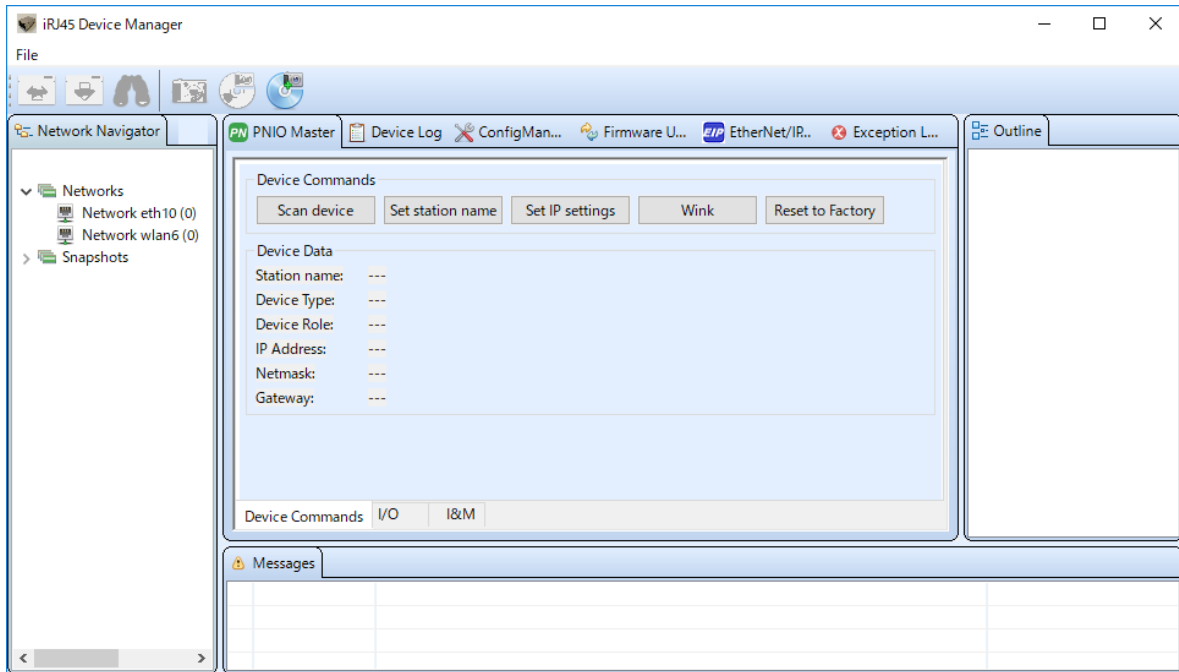 iRJ45 Device Manager
File
Network Navigator
Networks
Network eth10 (0)
Network wlan6 (0)
Snapshots
PN PNIO Master Device Log ConfigMan... Firmware U... EIP EtherNet/IP... Exception L...
Device Commands
Scan device Set station name Set IP settings Wink Reset to Factory
Device Data
Station name: ---
Device Type: ---
Device Role: ---
IP Address: ---
Netmask: ---
Gateway: ---
Device Commands I/O I&M
Outline
Messages